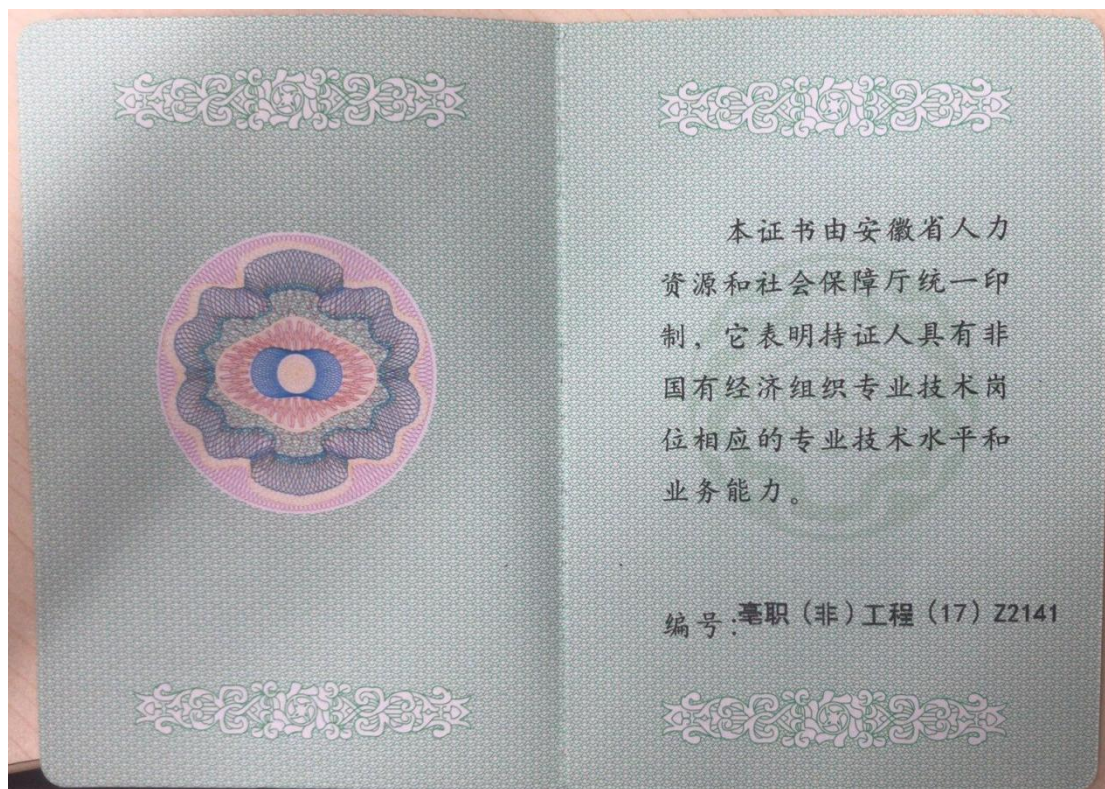 本证书由安徽省人力
资源和社会保障厅统一印
制，它表明持证人具有非
国有经济组织专业技术岗
位相应的专业技术水平和
业务能力。
编号：亳职（非）工程（17）Z2141